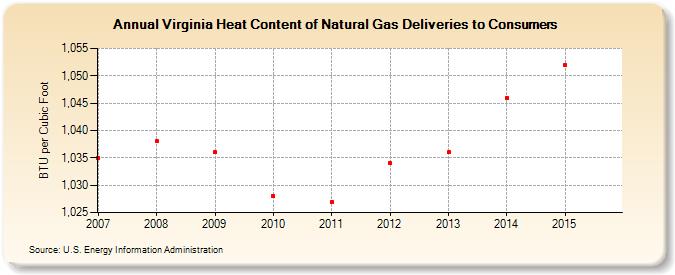 Annual Virginia Heat Content of Natural Gas Deliveries to Consumers
BTU per Cubic Foot
1,055
1,050
1,045
1,040
1,035
1,030
1,025
2007 2008 2009 2010 2011 2012 2013 2014 2015
Source: U.S. Energy Information Administration